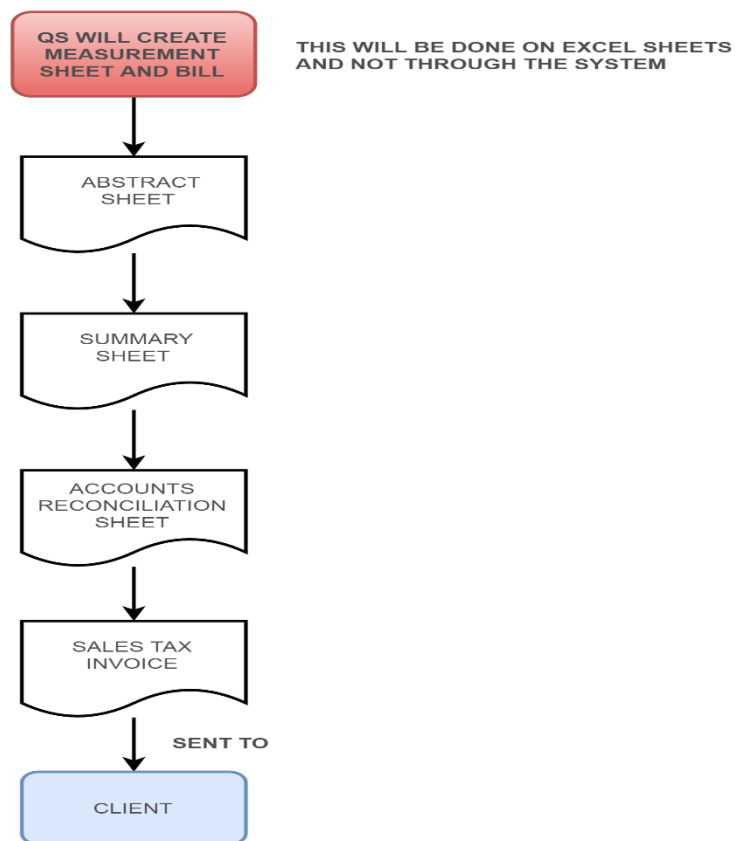 QS WILL CREATE
MEASUREMENT
SHEET AND BILL
THIS WILL BE DONE ON EXCEL SHEETS
AND NOT THROUGH THE SYSTEM
ABSTRACT
SHEET
SUMMARY
SHEET
ACCOUNTS
RECONCILIATION
SHEET
SALES TAX
INVOICE
SENT TO
CLIENT